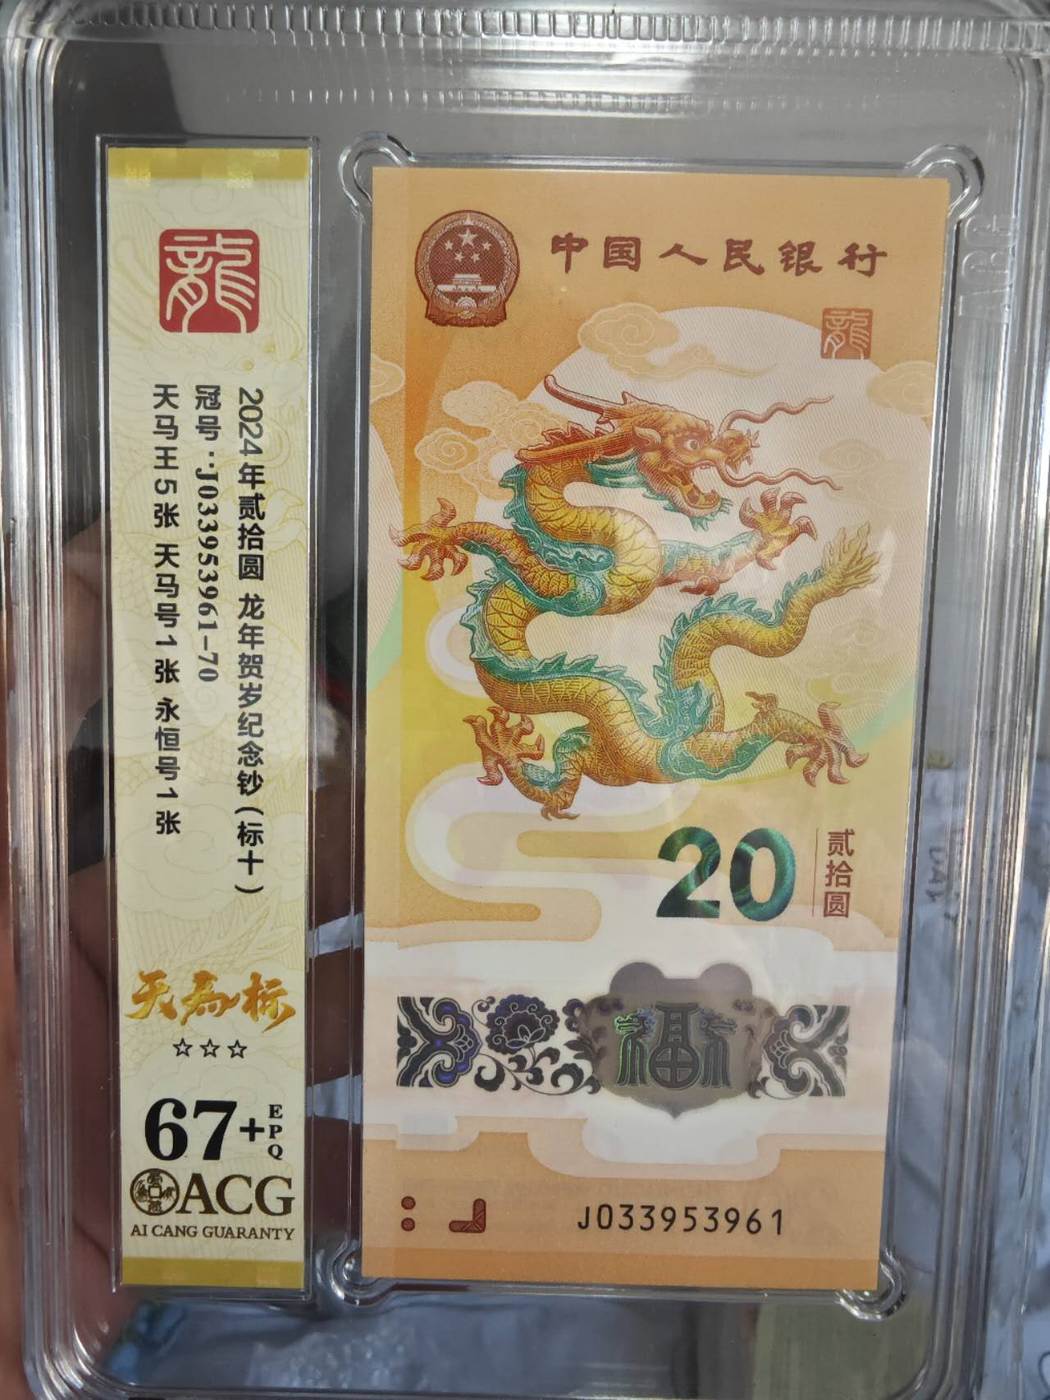 龍
2024年贰拾圆 龙年贺岁纪念钞(标十)
冠号:J033953961-70
天马王5张 天马号1张 永恒号1张
天马标
☆☆☆
67+EPQ
ACG
AI CANG GUARANTY
中国人民银行
龍
20
贰拾圆
福
J033953961